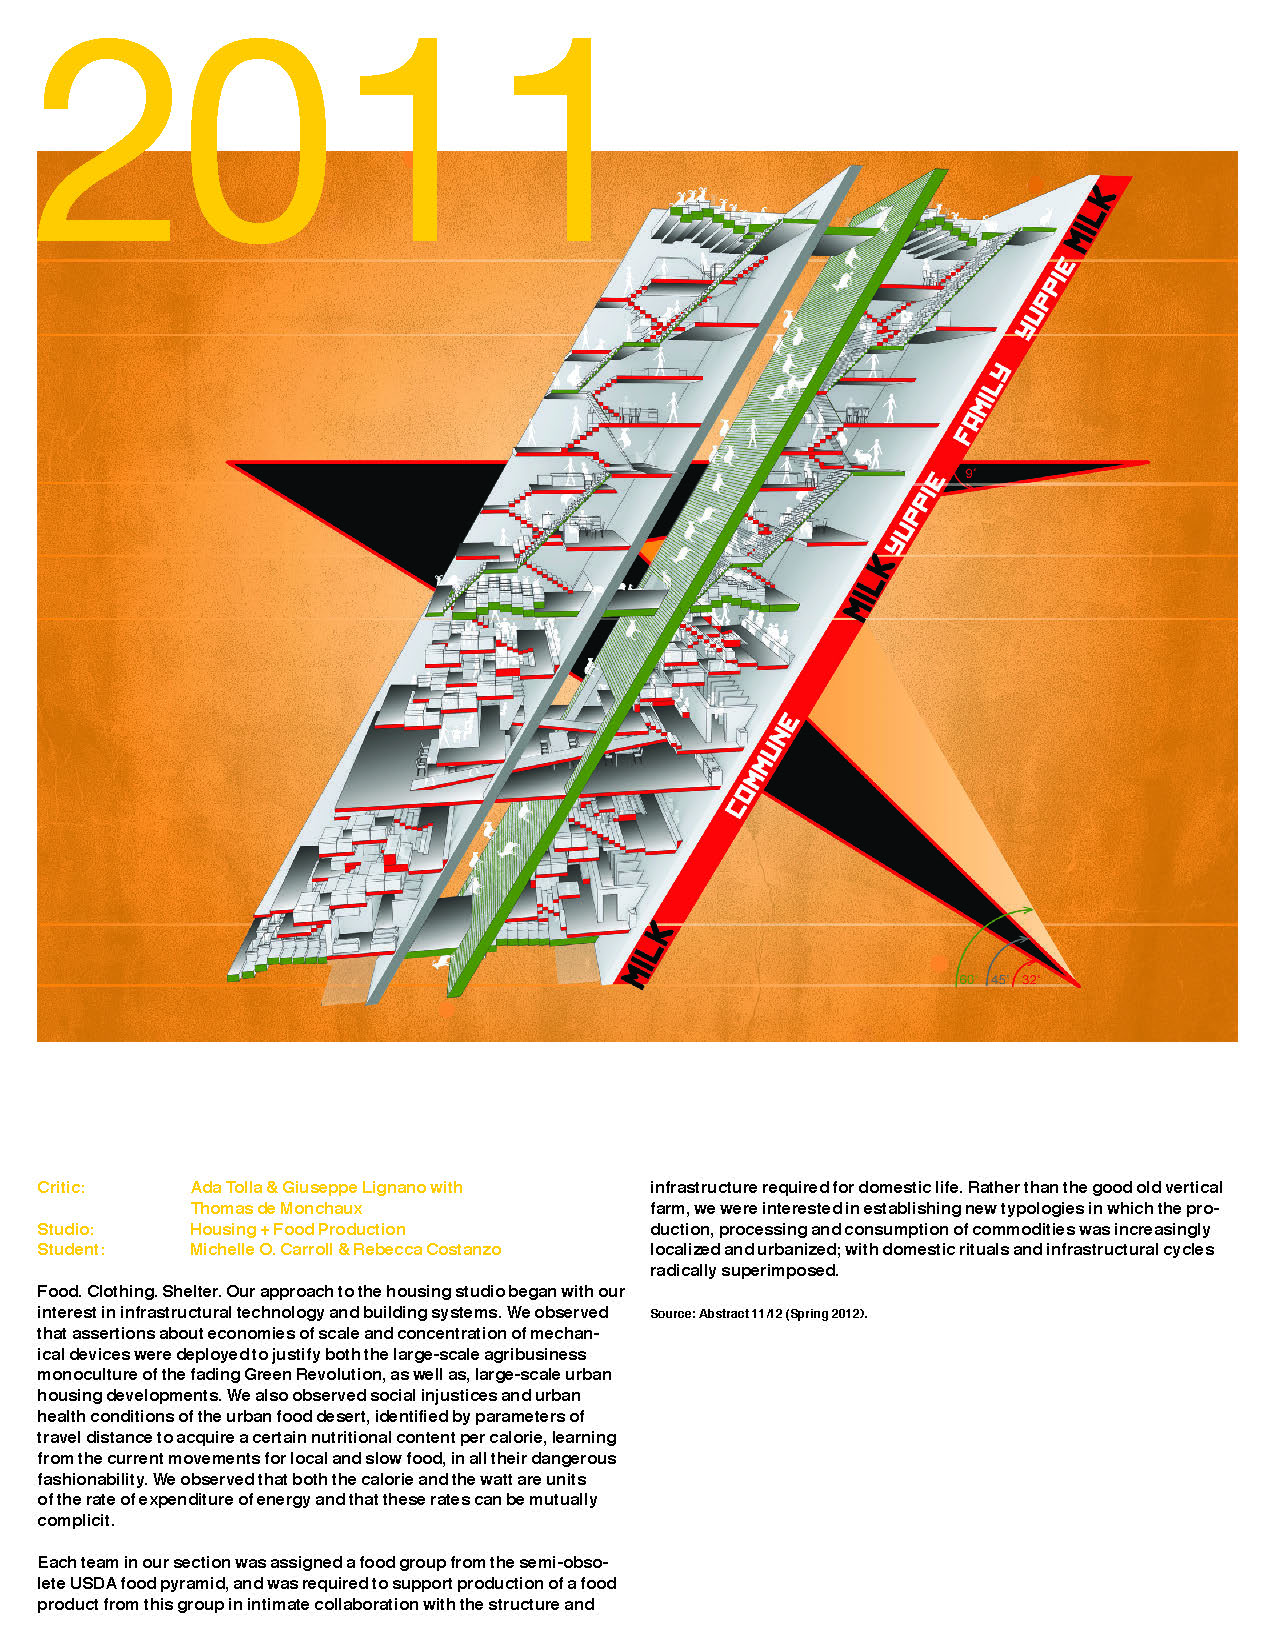 2011
MILK
YUPPIE
FAMILY
YUPPIE
MILK
COMMUNE
MILK
9°
60°
45°
32°
Critic: Ada Tolla & Giuseppe Lignano with
Thomas de Monchaux
Studio: Housing + Food Production
Student: Michelle O. Carroll & Rebecca Costanzo
Food. Clothing. Shelter. Our approach to the housing studio began with our
interest in infrastructural technology and building systems. We observed
that assertions about economies of scale and concentration of mechan-
ical devices were deployed to justify both the large-scale agribusiness
monoculture of the fading Green Revolution, as well as, large-scale urban
housing developments. We also observed social injustices and urban
health conditions of the urban food desert, identified by parameters of
travel distance to acquire a certain nutritional content per calorie, learning
from the current movements for local and slow food, in all their dangerous
fashionability. We observed that both the calorie and the watt are units
of the rate of expenditure of energy and that these rates can be mutually
complicit.
Each team in our section was assigned a food group from the semi-obso-
lete USDA food pyramid, and was required to support production of a food
product from this group in intimate collaboration with the structure and
infrastructure required for domestic life. Rather than the good old vertical
farm, we were interested in establishing new typologies in which the pro-
duction, processing and consumption of commodities was increasingly
localized and urbanized; with domestic rituals and infrastructural cycles
radically superimposed.
Source: Abstract 11/12 (Spring 2012).